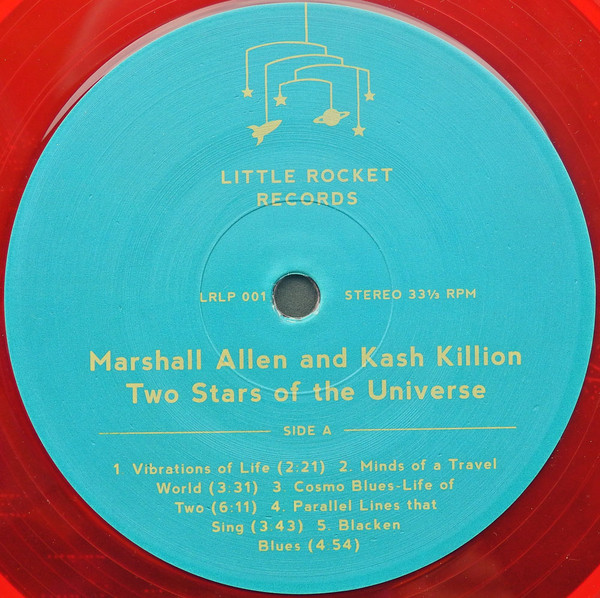 LITTLE ROCKET
RECORDS
LRLP 001 STEREO 33⅓ RPM
Marshall Allen and Kash Killion
Two Stars of the Universe
SIDE A
1 Vibrations of Life (2:21) 2. Minds of a Travel
World (3:31) 3. Cosmo Blues-Life of
Two (6:11) 4. Parallel Lines that
Sing (3:43) 5. Blacken
Blues (4:54)